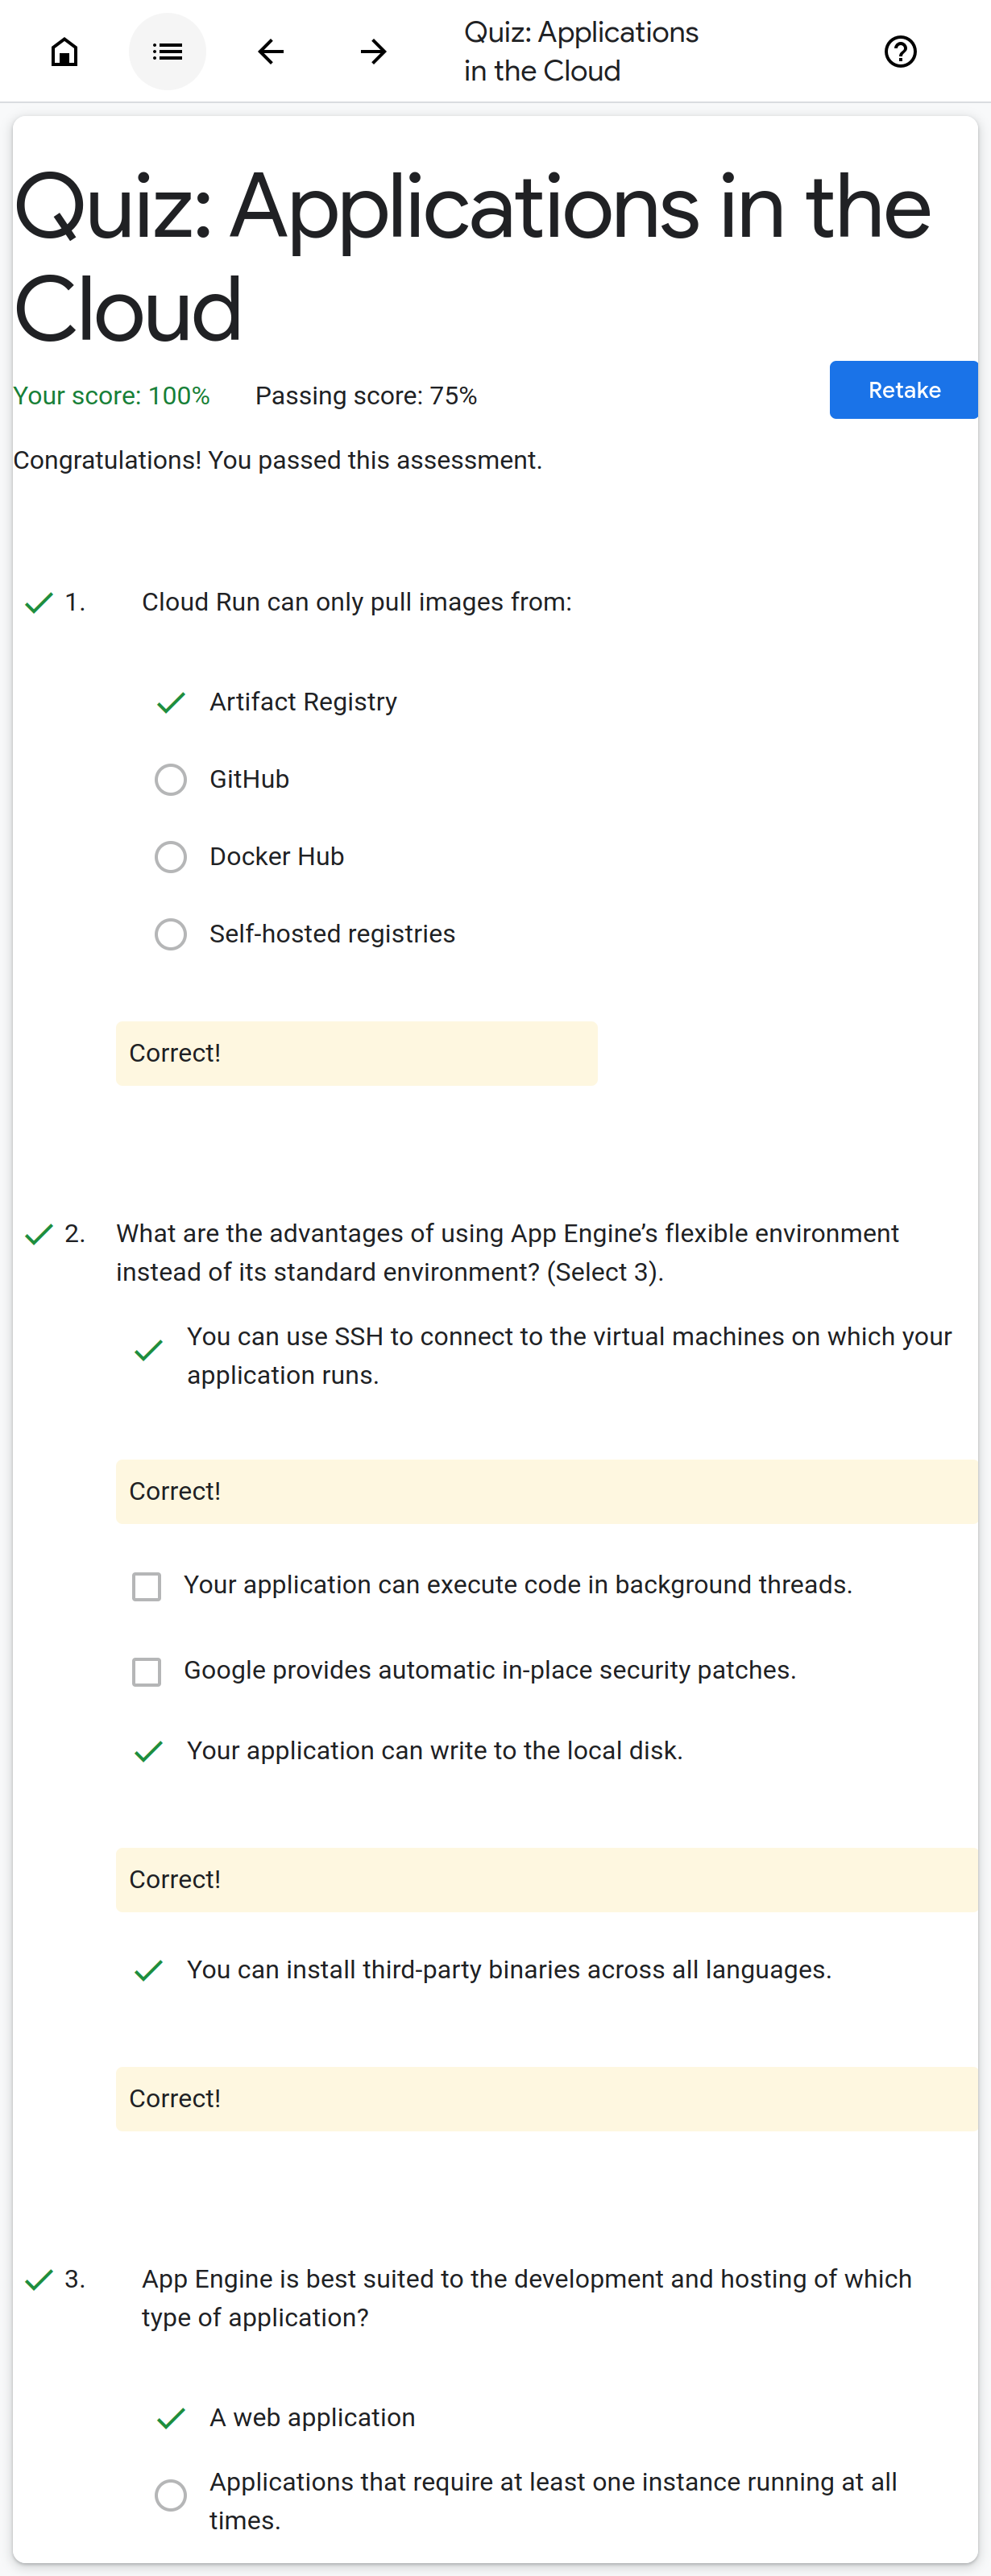 Quiz: Applications
in the Cloud
Quiz: Applications in the
Cloud
Your score: 100% Passing score: 75%
Retake
Congratulations! You passed this assessment.
1. Cloud Run can only pull images from:
Artifact Registry
GitHub
Docker Hub
Self-hosted registries
Correct!
2. What are the advantages of using App Engine’s flexible environment
instead of its standard environment? (Select 3).
You can use SSH to connect to the virtual machines on which your
application runs.
Correct!
Your application can execute code in background threads.
Google provides automatic in-place security patches.
Your application can write to the local disk.
Correct!
You can install third-party binaries across all languages.
Correct!
3. App Engine is best suited to the development and hosting of which
type of application?
A web application
Applications that require at least one instance running at all
times.